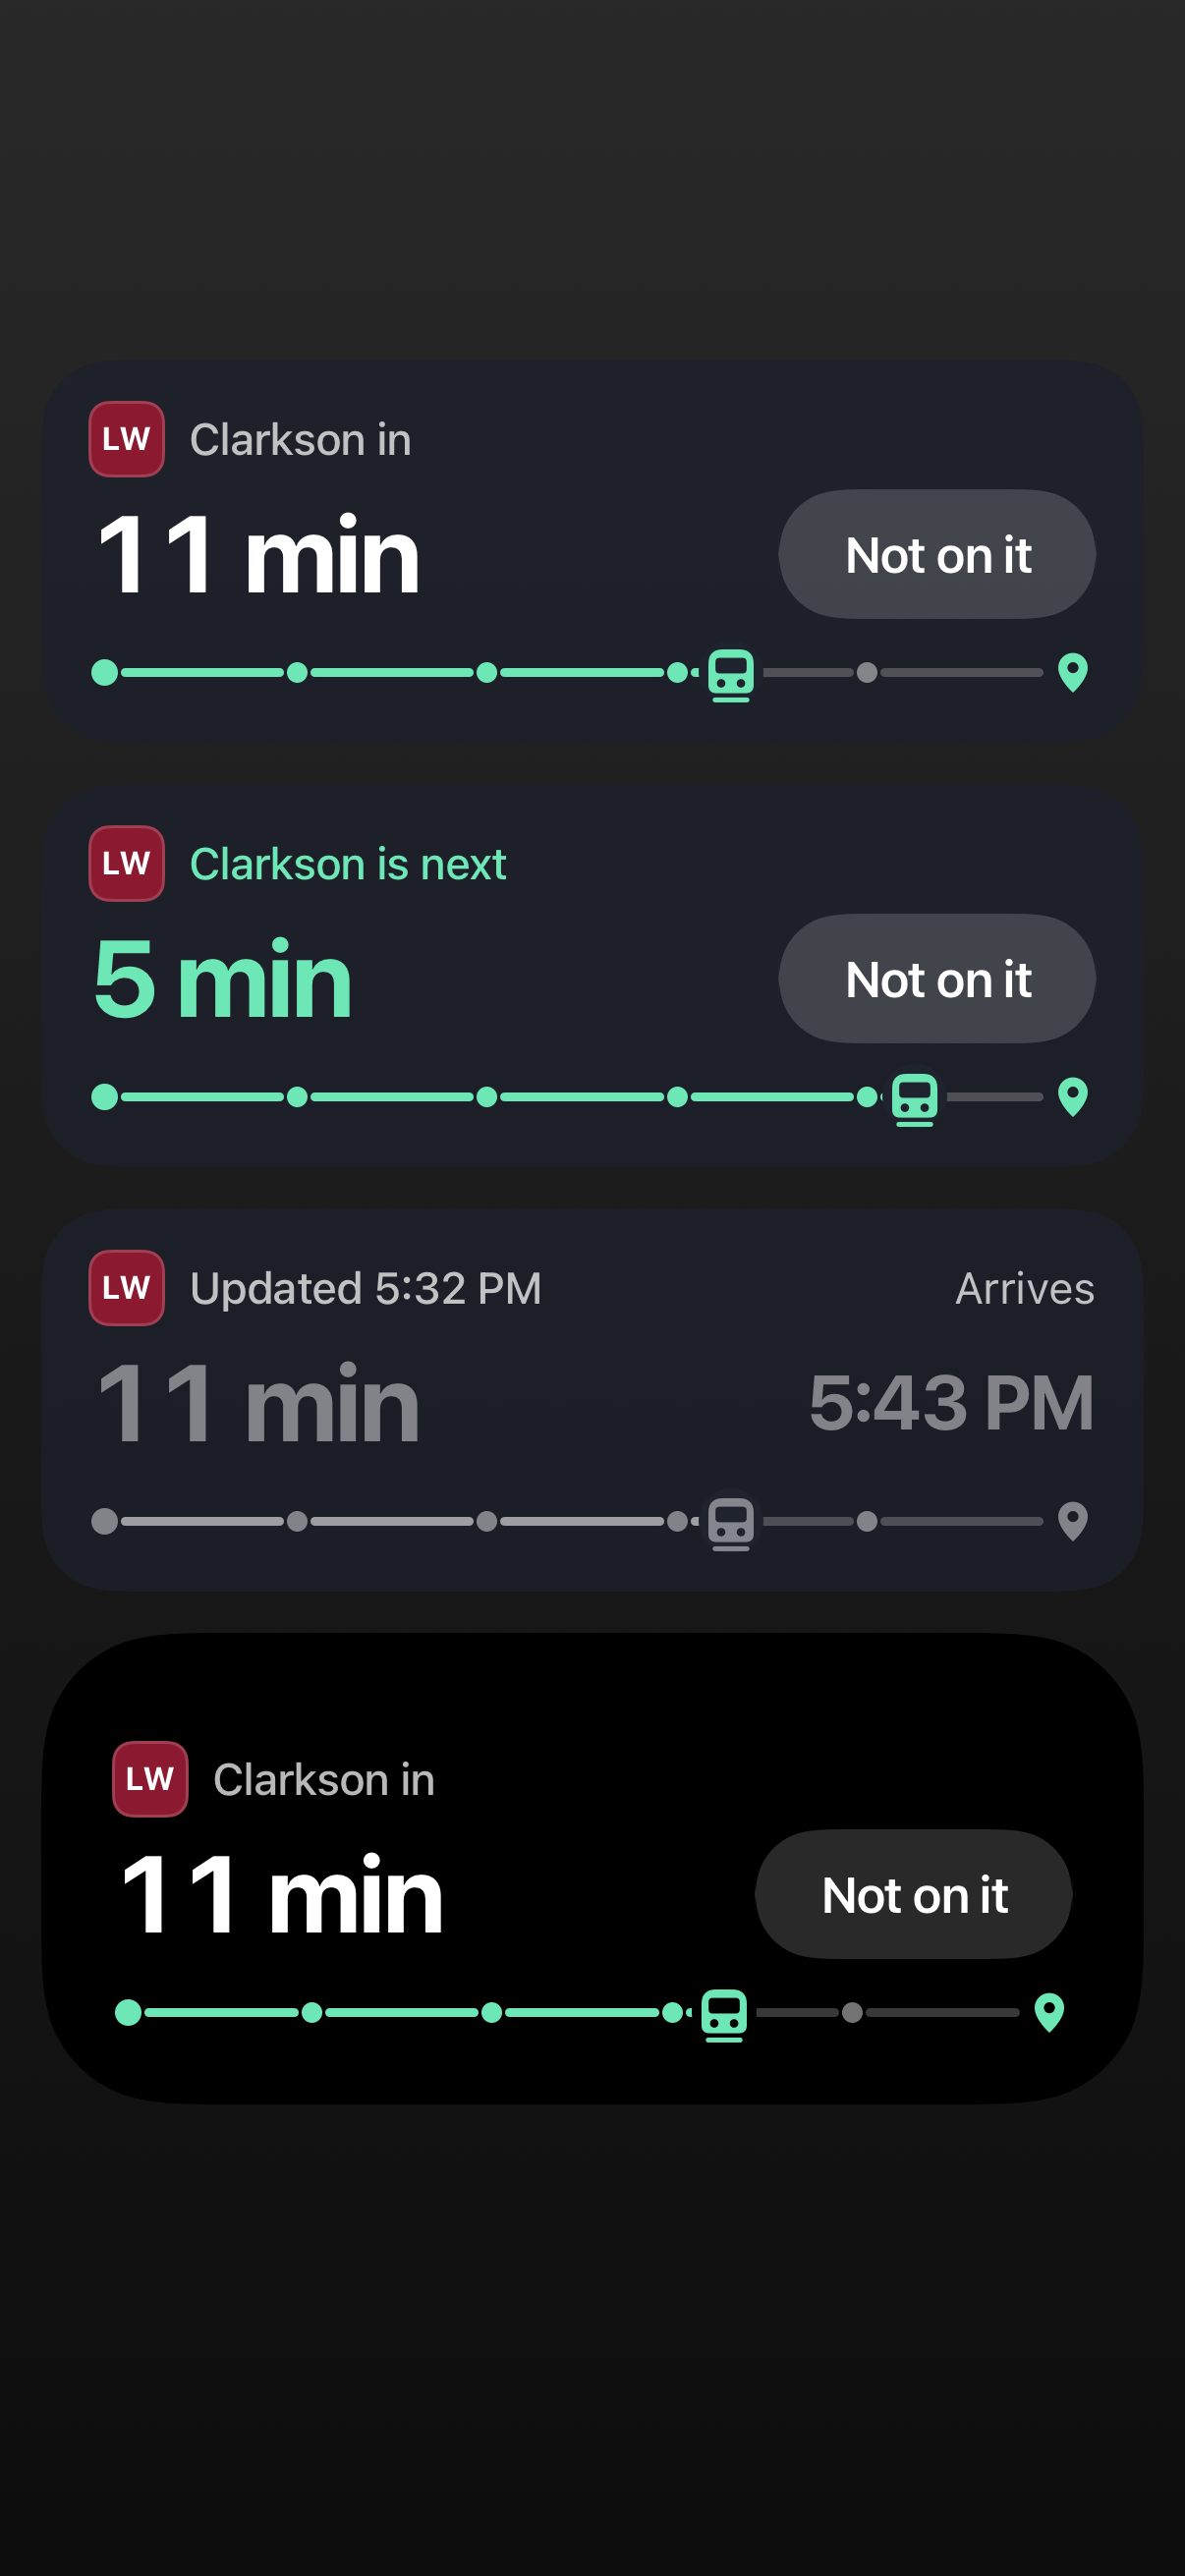 LW Clarkson in
11 min Not on it
LW Clarkson is next
5 min Not on it
LW Updated 5:32 PM Arrives
11 min 5:43 PM
LW Clarkson in
11 min Not on it